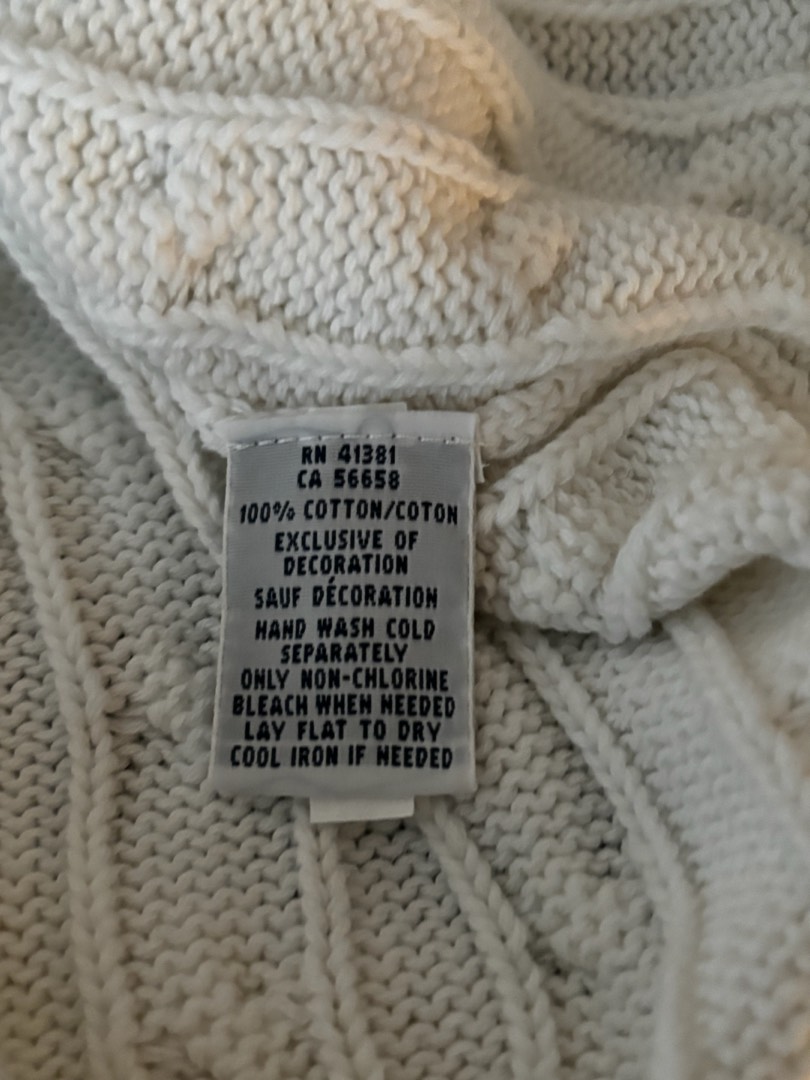 RN 41381
CA 56658
100% COTTON/COTON
EXCLUSIVE OF
DECORATION
SAUF DÉCORATION
HAND WASH COLD
SEPARATELY
ONLY NON-CHLORINE
BLEACH WHEN NEEDED
LAY FLAT TO DRY
COOL IRON IF NEEDED